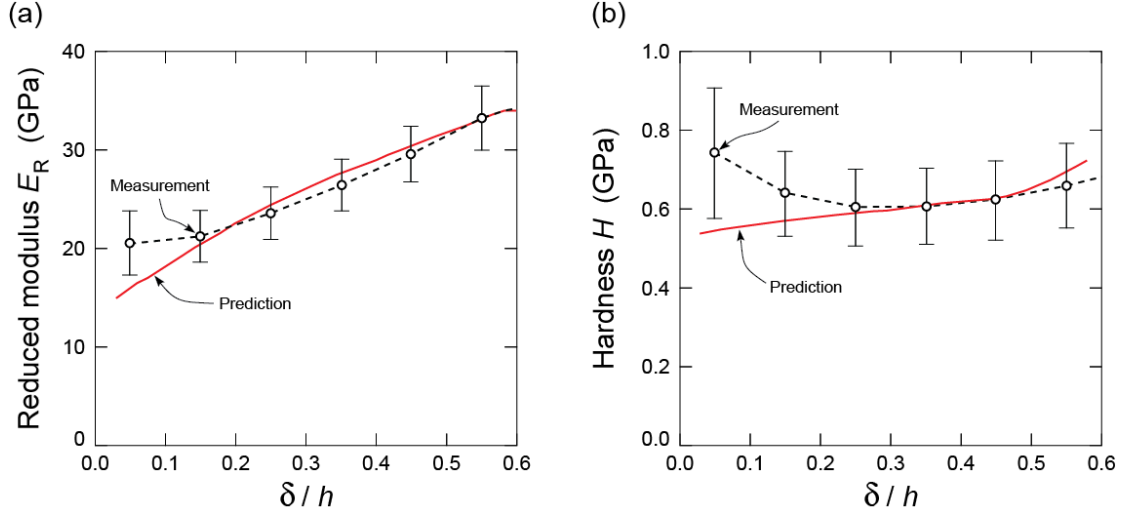 (a)
Reduced modulus E_R (GPa)
40
30
20
10
0
0.0 0.1 0.2 0.3 0.4 0.5 0.6
δ / h
Measurement
Prediction
(b)
Hardness H (GPa)
1.0
0.8
0.6
0.4
0.2
0.0
0.0 0.1 0.2 0.3 0.4 0.5 0.6
δ / h
Measurement
Prediction